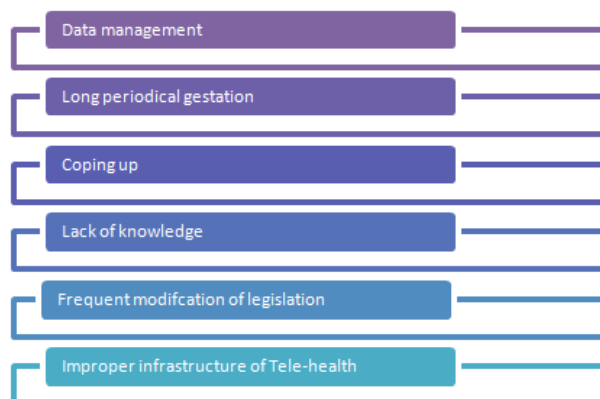 Data management
Long periodical gestation
Coping up
Lack of knowledge
Frequent modifcation of legislation
Improper infrastructure of Tele-health